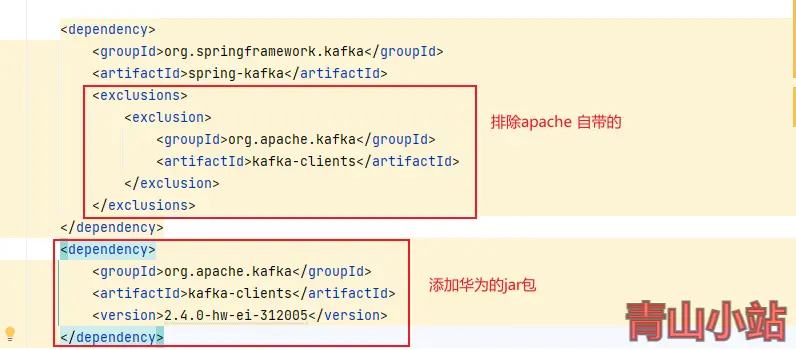 <dependency>
<groupId>org.springframework.kafka</groupId>
<artifactId>spring-kafka</artifactId>
<exclusions>
<exclusion>
<groupId>org.apache.kafka</groupId>
<artifactId>kafka-clients</artifactId>
</exclusion>
</exclusions>
</dependency>
排除apache 自带的
<dependency>
<groupId>org.apache.kafka</groupId>
<artifactId>kafka-clients</artifactId>
<version>2.4.0-hw-ei-312005</version>
</dependency>
添加华为的jar包
青山小站